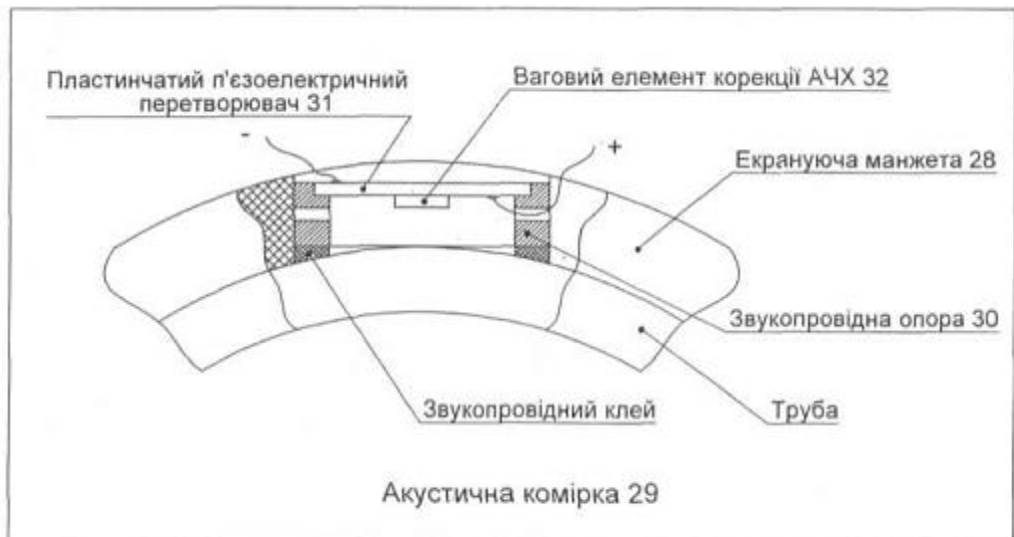 Пластинчатий п'єзоелектричний
перетворювач 31
Ваговий елемент корекції АЧХ 32
-
+
Екрануюча манжета 28
Звукопровідна опора 30
Звукопровідний клей
Труба
Акустична комірка 29